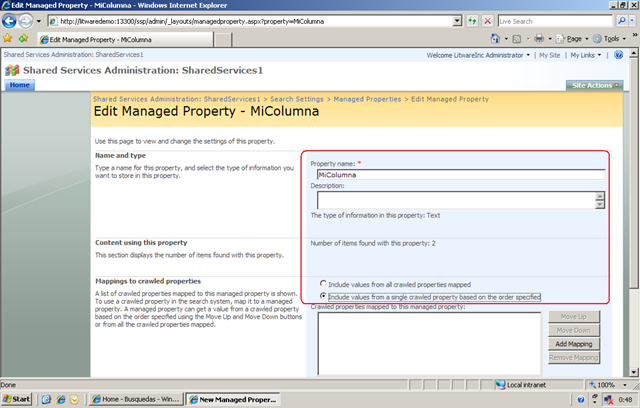 Edit Managed Property - MiColumna - Windows Internet Explorer
http://litwaredemo:13300/ssp/admin/_layouts/managedproperty.aspx?property=MiColumna
Live Search
Edit Managed Property - MiColumna
Page
Tools
Shared Services Administration: SharedServices1
Welcome LitwareInc Administrator
My Site
My Links
Shared Services Administration: SharedServices1
Home
Site Actions
Shared Services Administration: SharedServices1 > Search Settings > Managed Properties > Edit Managed Property
Edit Managed Property - MiColumna
Use this page to view and change the settings of this property.
Name and type
Type a name for this property, and select the type of information you want to store in this property.
Property name: *
MiColumna
Description:
The type of information in this property: Text
Content using this property
This section displays the number of items found with this property.
Number of items found with this property: 2
Mappings to crawled properties
A list of crawled properties mapped to this managed property is shown.
To use a crawled property in the search system, map it to a managed
property. A managed property can get a value from a crawled property
based on the order specified using the Move Up and Move Down buttons
or from all the crawled properties mapped.
Include values from all crawled properties mapped
Include values from a single crawled property based on the order specified
Crawled properties mapped to this managed property:
Move Up
Move Down
Add Mapping
Remove Mapping
Done
Local intranet
100%
Start
Home - Busquedas - Win...
New Managed Proper...
0:48